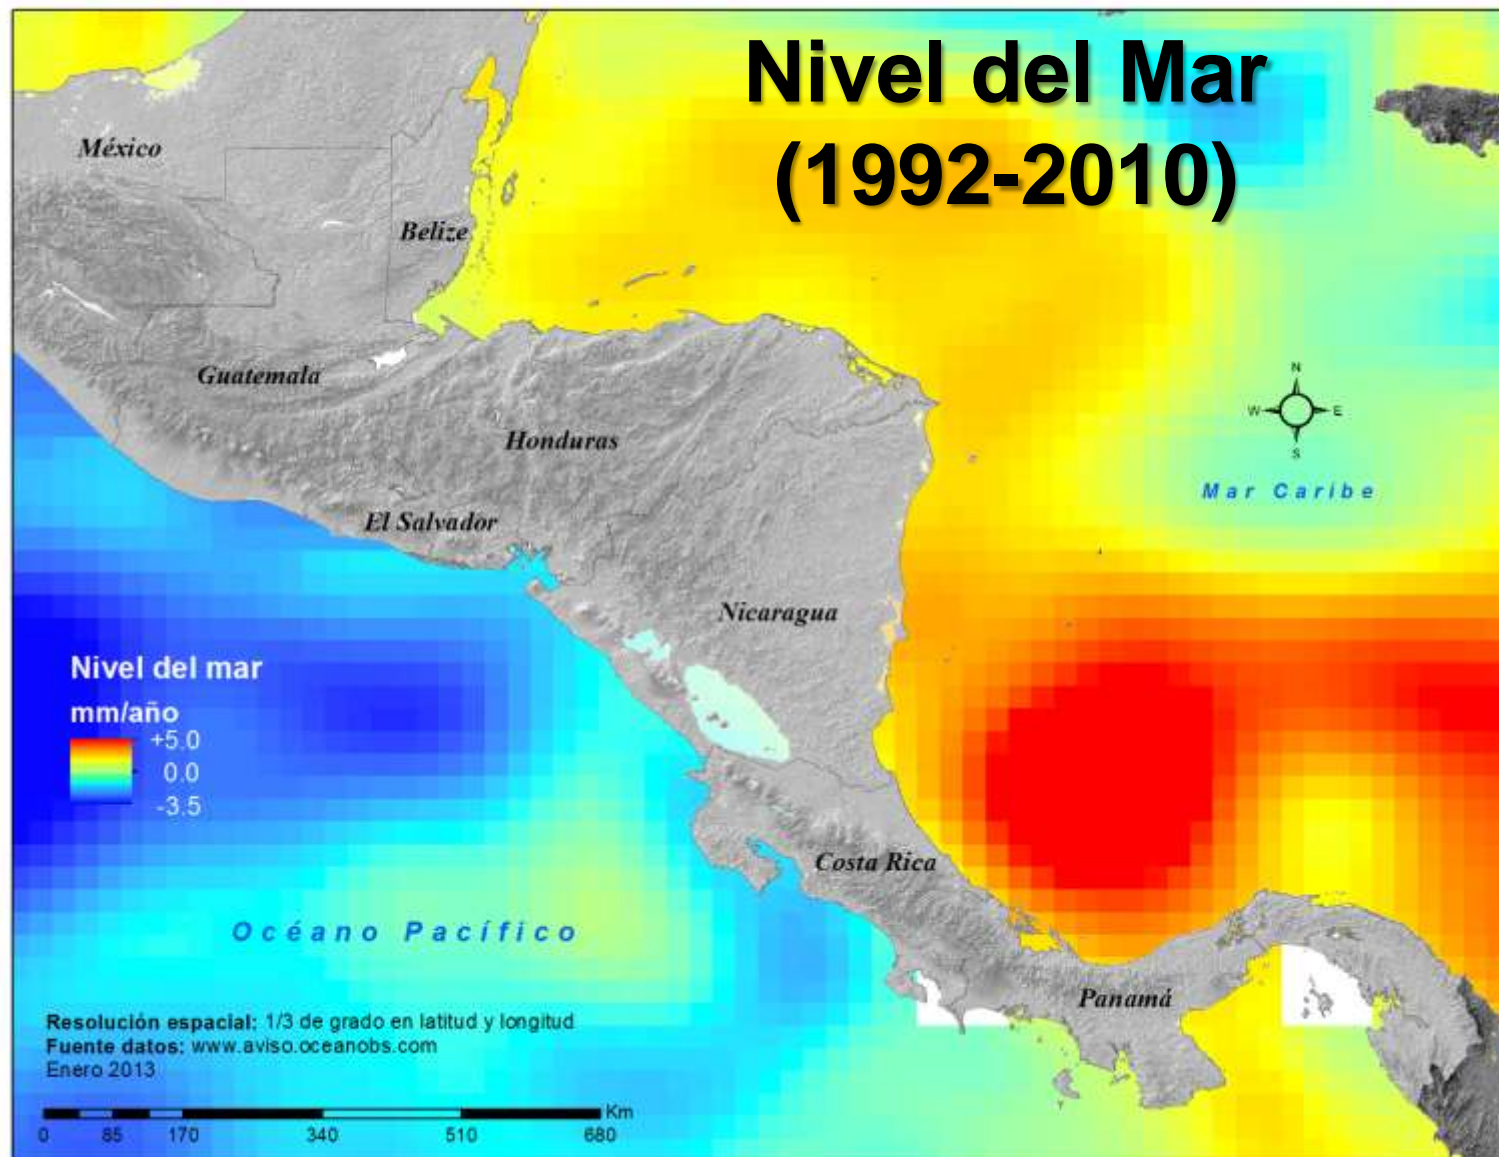 Nivel del Mar
(1992-2010)
México
Belize
Guatemala
Honduras
El Salvador
Nicaragua
Costa Rica
Panamá
N
W
E
S
Mar Caribe
Océano Pacífico
Nivel del mar
mm/año
+5.0
0.0
-3.5
Resolución espacial: 1/3 de grado en latitud y longitud
Fuente datos: www.aviso.oceanobs.com
Enero 2013
Km
0 85 170 340 510 680